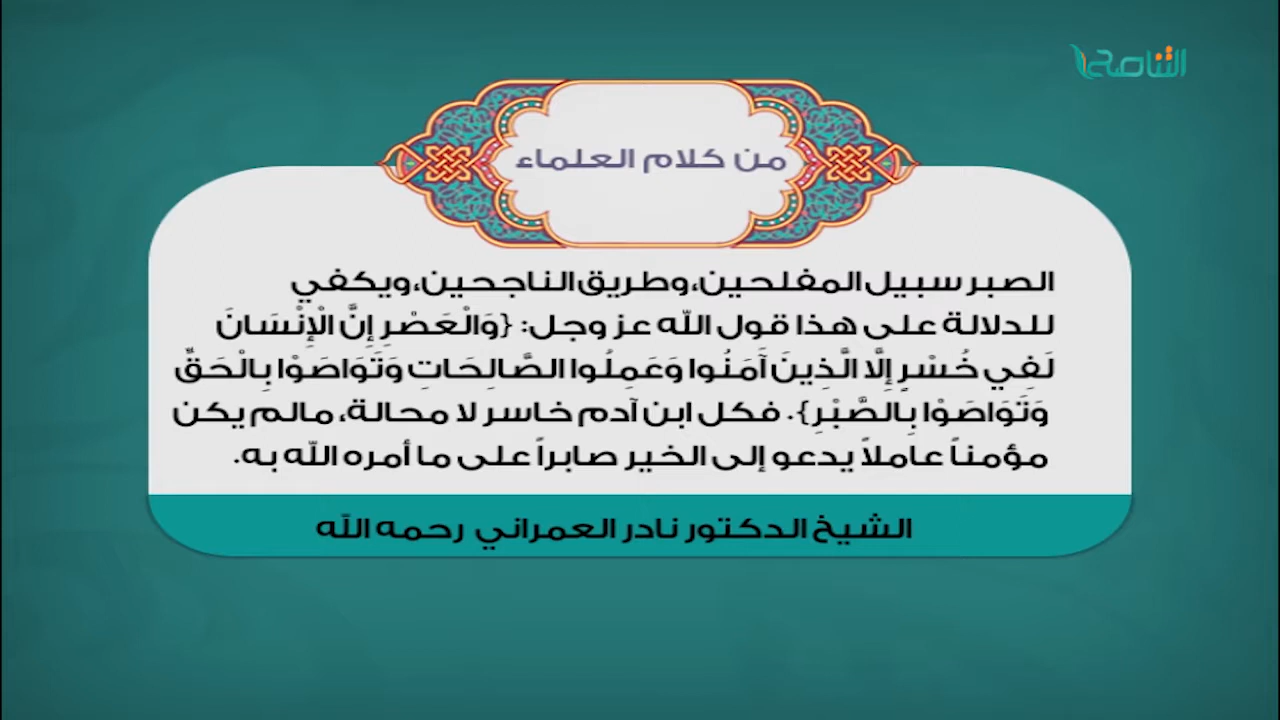 التناصح
من كلام العلماء
الصبر سبيل المفلحين، وطريق الناجحين، ويكفي
للدلالة على هذا قول الله عز وجل: {وَالْعَصْرِ إِنَّ الْإِنْسَانَ
لَفِي خُسْرٍ إِلَّا الَّذِينَ آَمَنُوا وَعَمِلُوا الصَّالِحَاتِ وَتَوَاصَوْا بِالْحَقِّ
وَتَوَاصَوْا بِالصَّبْرِ}. فكل ابن آدم خاسر لا محالة، مالم يكن
مؤمناً عاملاً يدعو إلى الخير صابراً على ما أمره الله به.
الشيخ الدكتور نادر العمراني رحمه الله